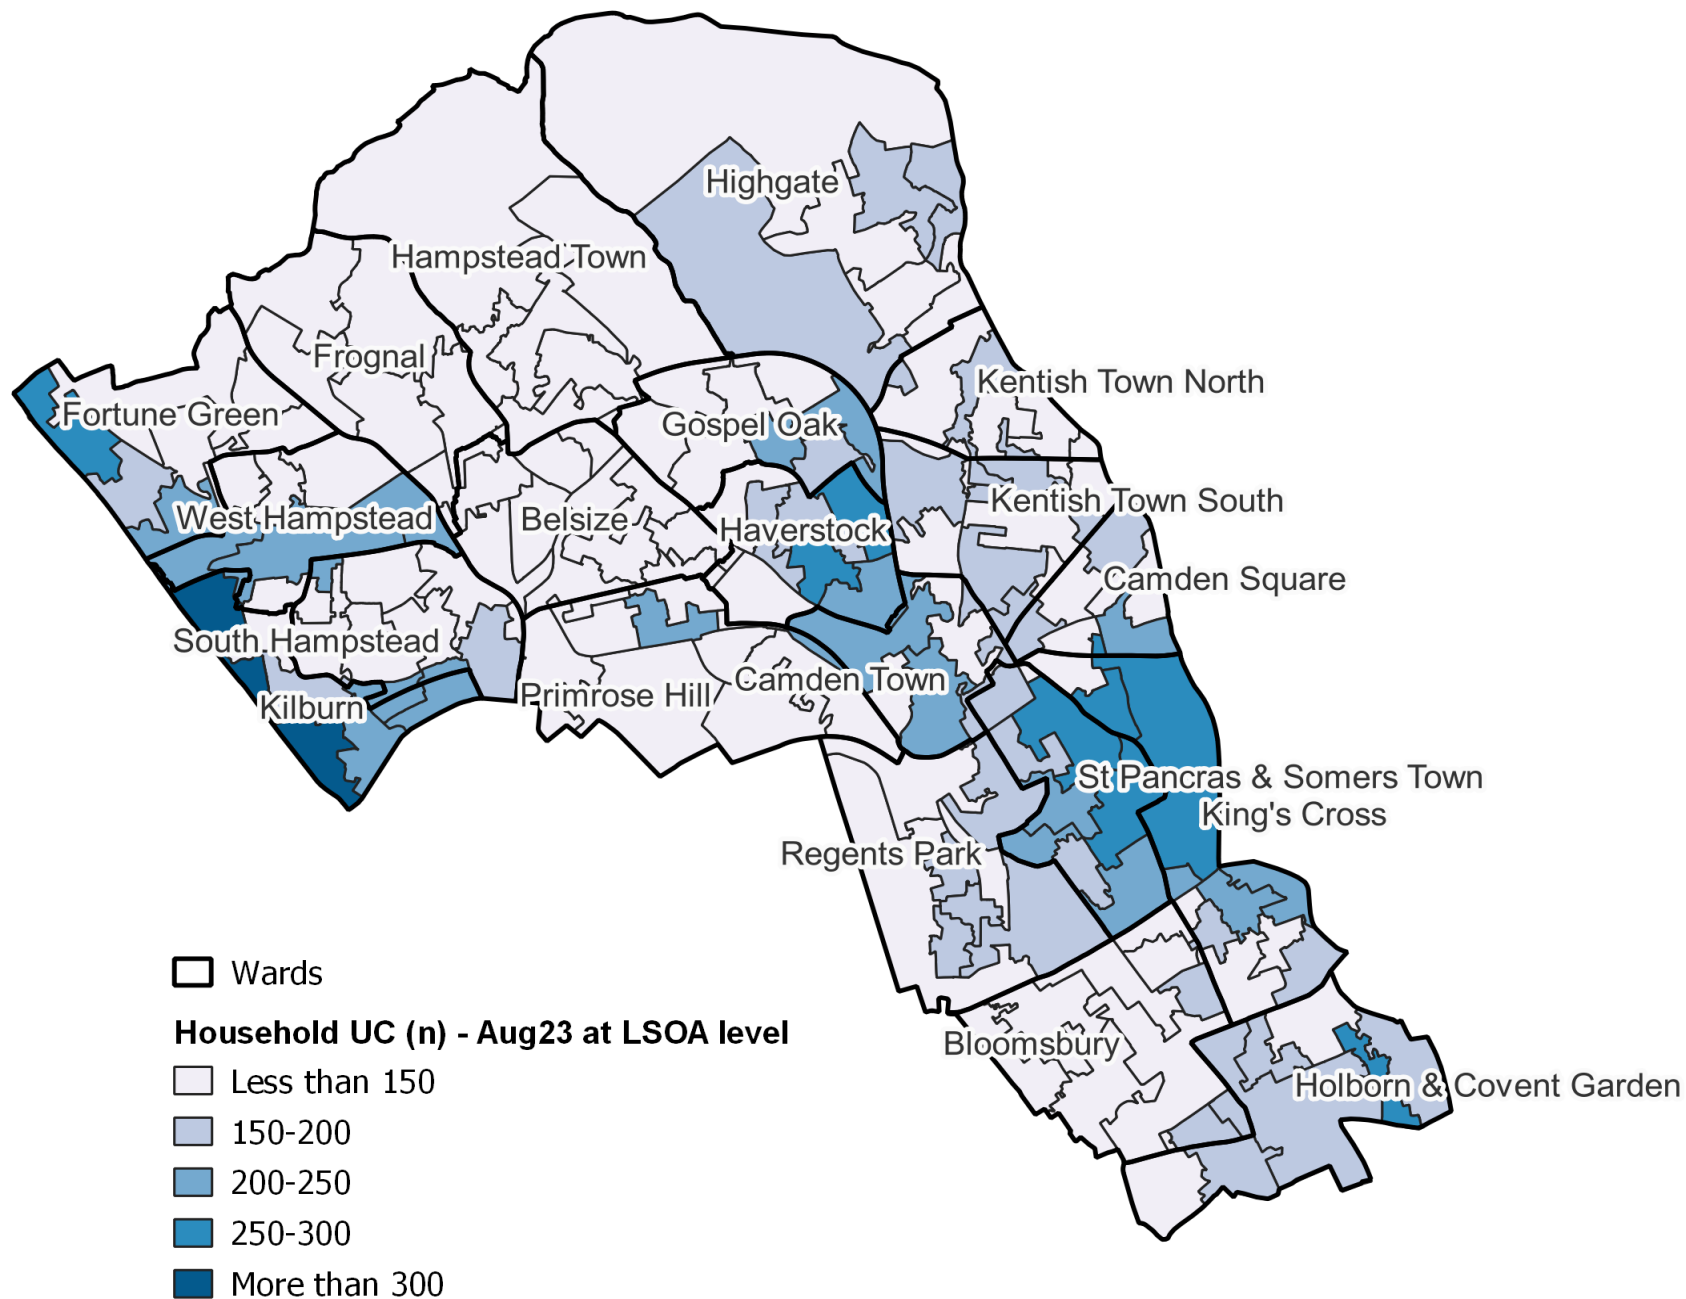 Highgate
Hampstead Town
Frognal
Kentish Town North
Fortune Green
Gospel Oak
Kentish Town South
West Hampstead
Belsize
Haverstock
Camden Square
South Hampstead
Camden Town
Primrose Hill
Kilburn
St Pancras & Somers Town
King's Cross
Regents Park
Bloomsbury
Holborn & Covent Garden
Wards
Household UC (n) - Aug23 at LSOA level
Less than 150
150-200
200-250
250-300
More than 300